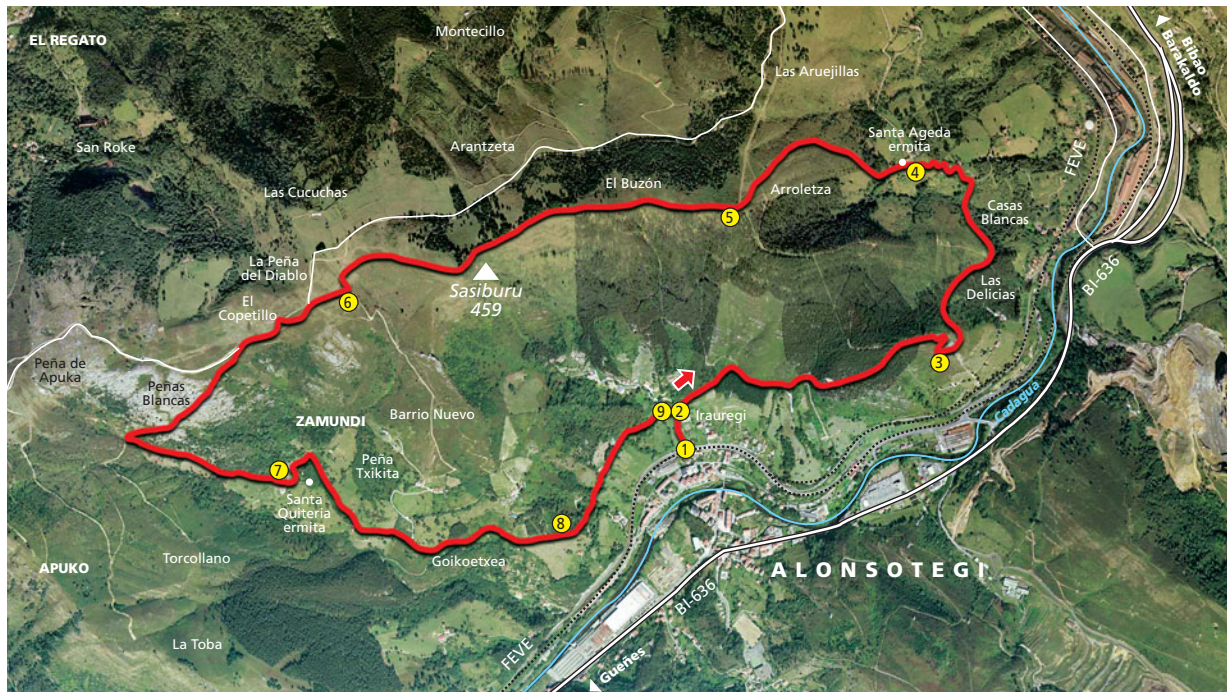 EL REGATO
Montecillo
Bilbao
Barakaldo
Las Aruejillas
San Roke
Arantzeta
Santa Ageda
ermita
FEVE
4
Las Cucuchas
El Buzón
Arroletza
5
Casas
Blancas
La Peña
del Diablo
Sasiburu
459
Las
Delicias
BI-636
El
Copetillo
6
Peña de
Apuka
Peñas
Blancas
3
ZAMUNDI
Barrio Nuevo
9
2
Irauregi
Cadagua
1
7
Peña
Txikita
Santa
Quiteria
ermita
8
Torcollano
Goikoetxea
APUKO
ALONSOTEGI
BI-636
La Toba
FEVE
Gueñes